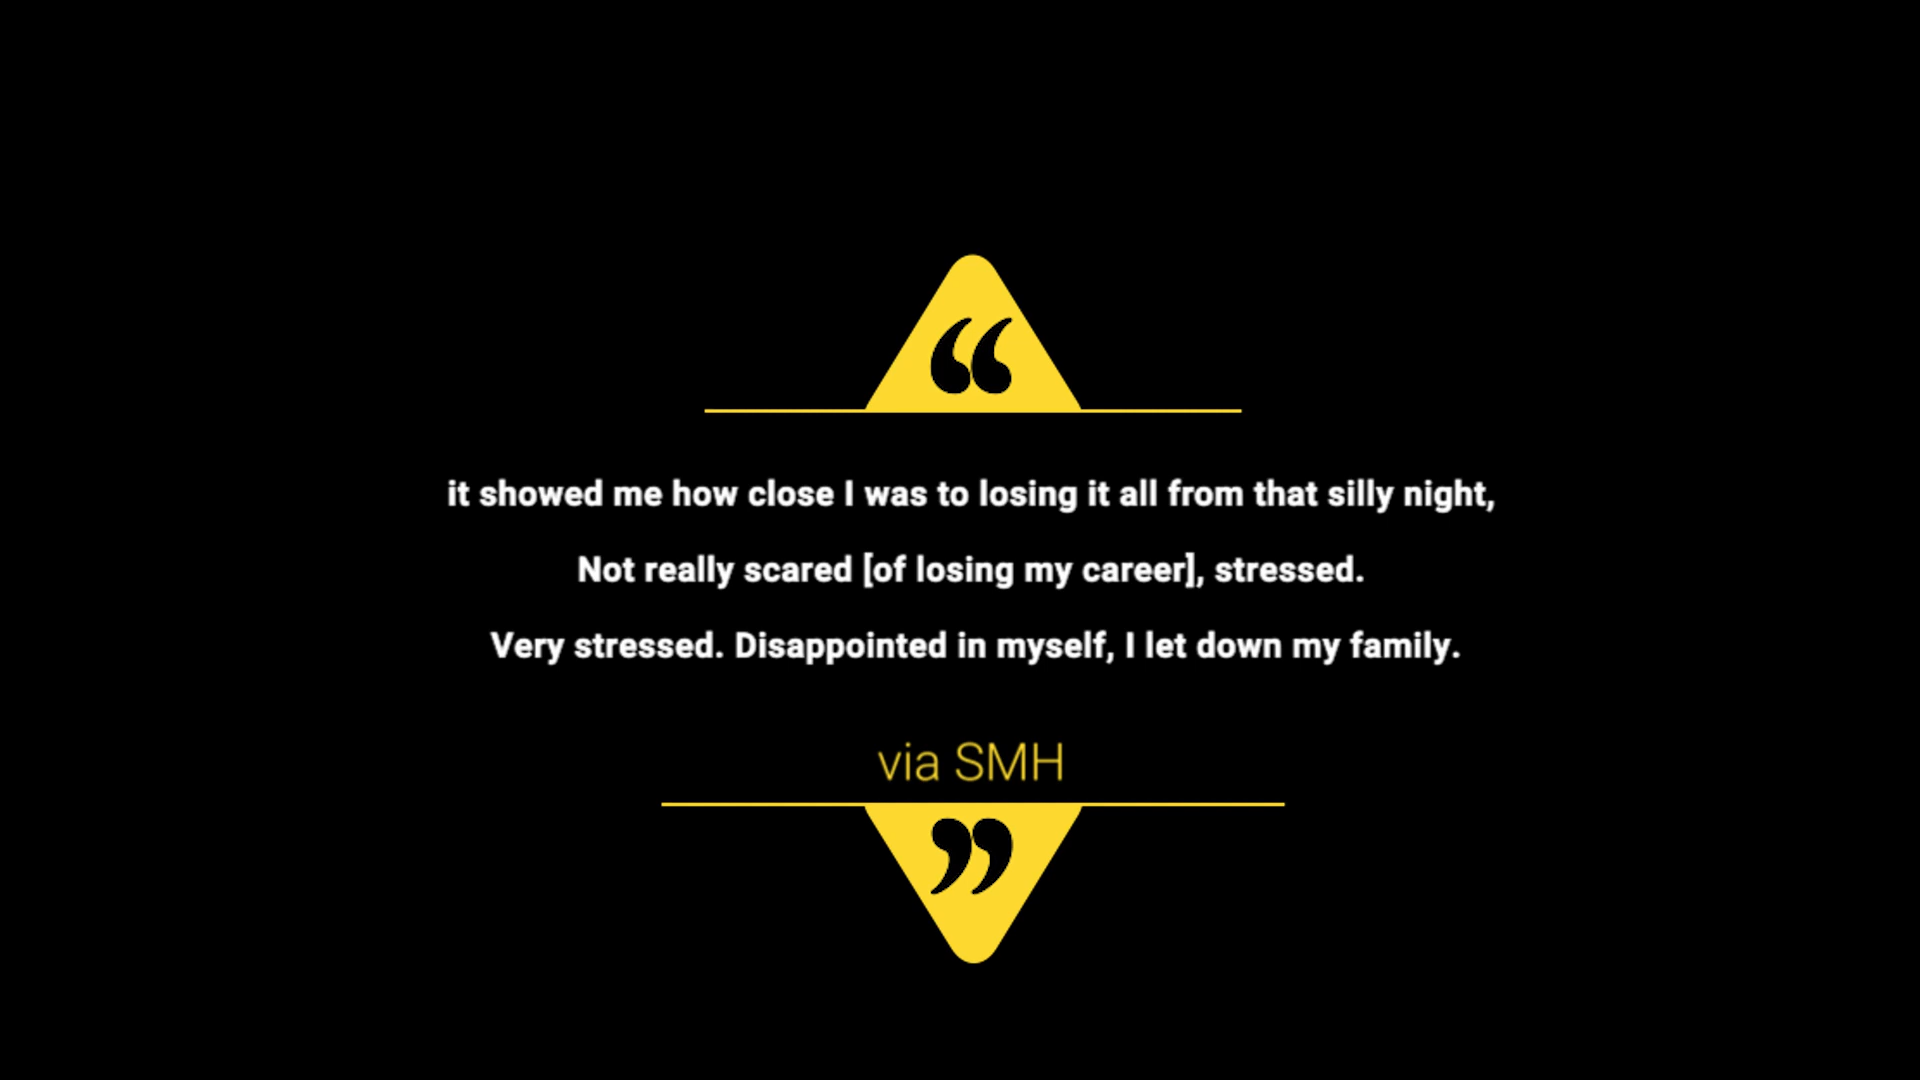 “
it showed me how close I was to losing it all from that silly night,
Not really scared [of losing my career], stressed.
Very stressed. Disappointed in myself, I let down my family.
via SMH
”